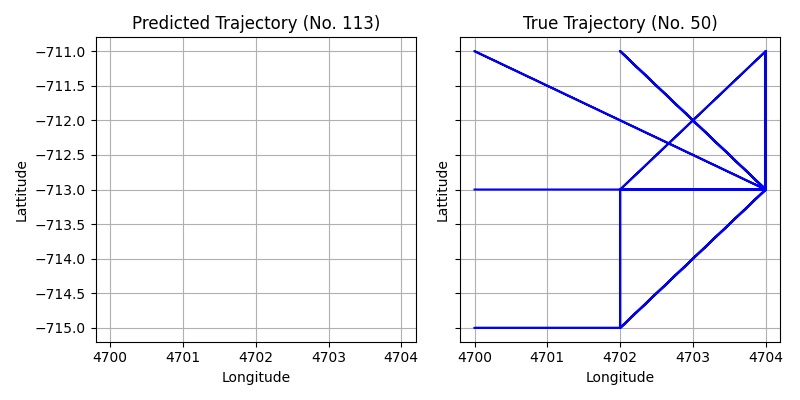 Predicted Trajectory (No. 113)
True Trajectory (No. 50)
Lattitude
−711.0
−711.5
−712.0
−712.5
−713.0
−713.5
−714.0
−714.5
−715.0
4700 4701 4702 4703 4704
Longitude
Lattitude
4700 4701 4702 4703 4704
Longitude